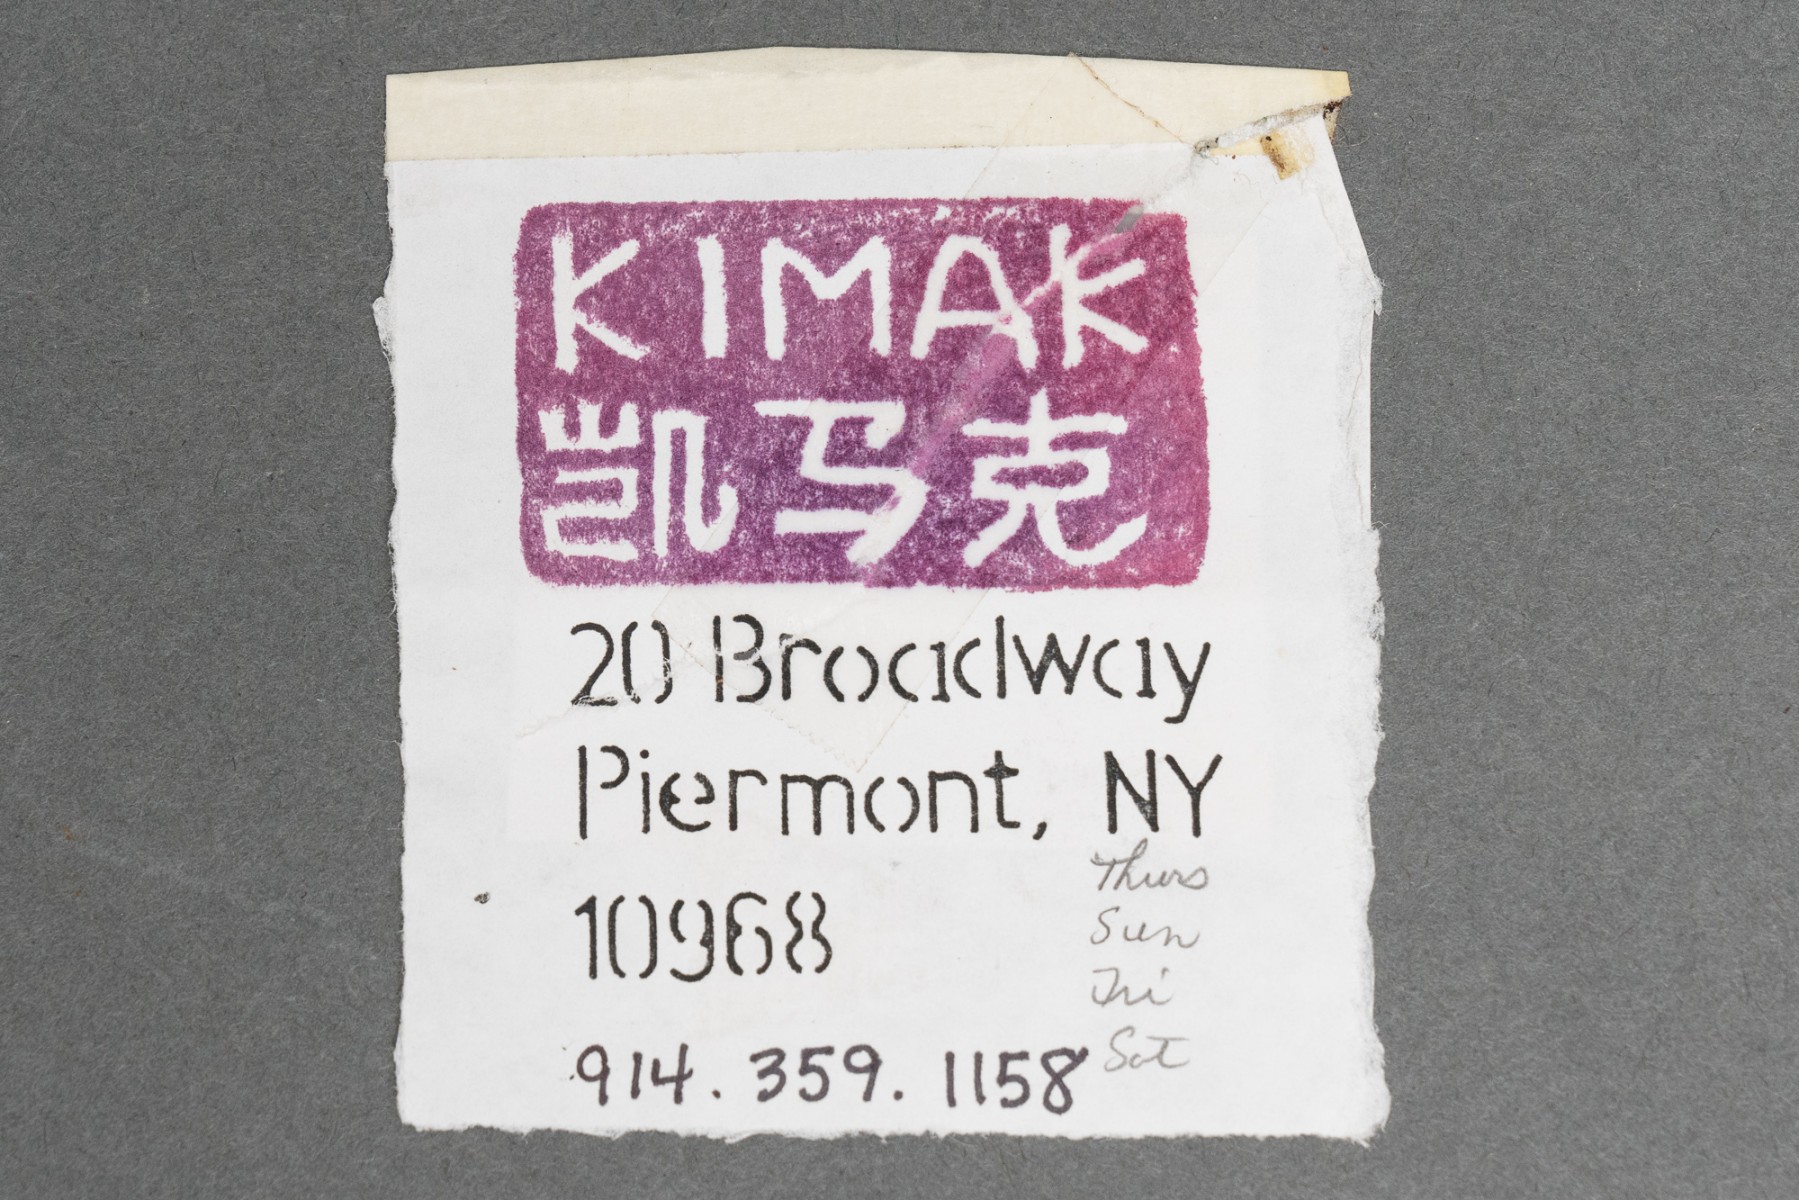 KIMAK
凯马克
20 Broadway
Piermont, NY
10968
Thurs
Sun
Fri
Sat
914.359.1158